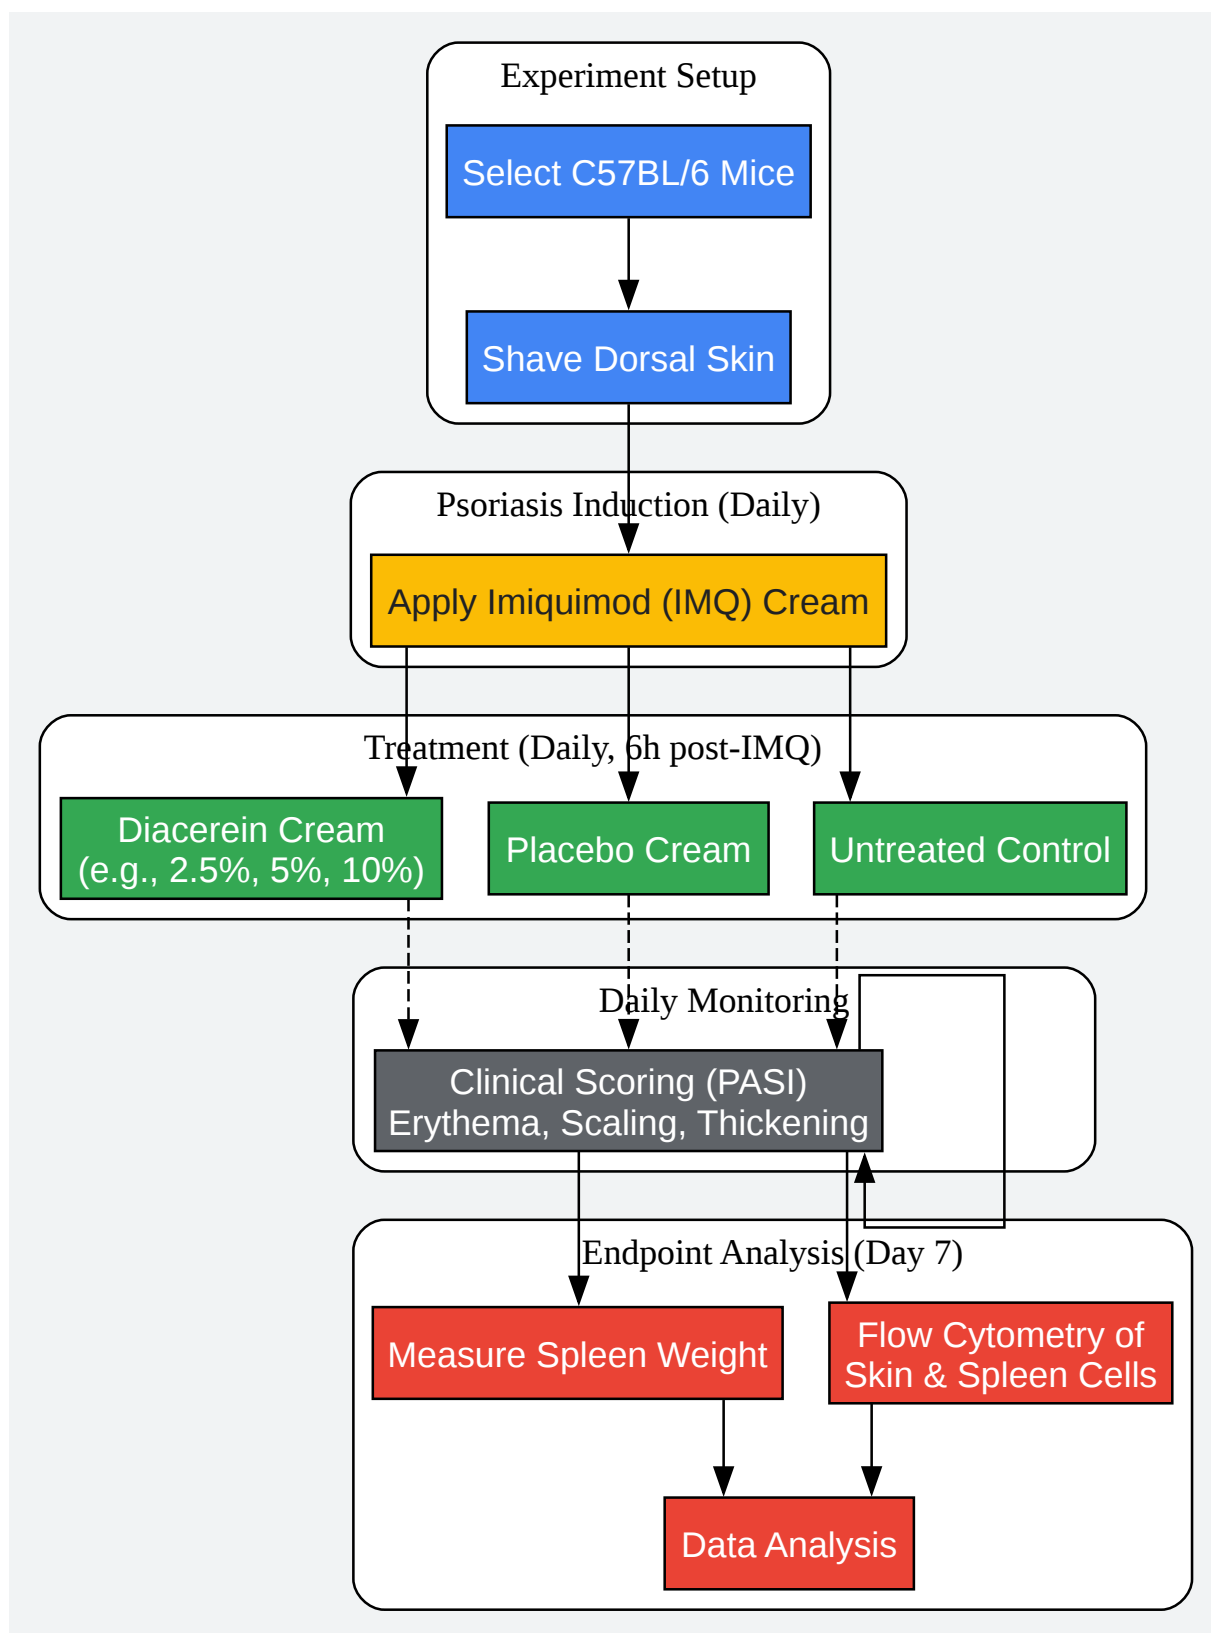 Experiment Setup
Select C57BL/6 Mice
Shave Dorsal Skin
Psoriasis Induction (Daily)
Apply Imiquimod (IMQ) Cream
Treatment (Daily, 6h post-IMQ)
Diacerein Cream
(e.g., 2.5%, 5%, 10%)
Placebo Cream
Untreated Control
Daily Monitoring
Clinical Scoring (PASI)
Erythema, Scaling, Thickening
Endpoint Analysis (Day 7)
Measure Spleen Weight
Flow Cytometry of
Skin & Spleen Cells
Data Analysis